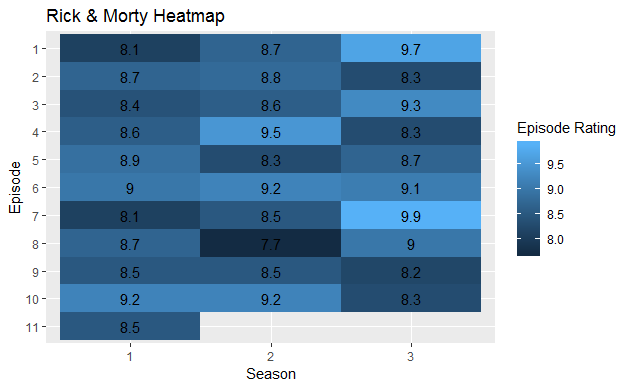 Rick & Morty Heatmap
Episode
1 8.1 8.7 9.7
2 8.7 8.8 8.3
3 8.4 8.6 9.3
4 8.6 9.5 8.3
5 8.9 8.3 8.7
6 9 9.2 9.1
7 8.1 8.5 9.9
8 8.7 7.7 9
9 8.5 8.5 8.2
10 9.2 9.2 8.3
11 8.5
1 2 3
Season
Episode Rating
9.5
9.0
8.5
8.0